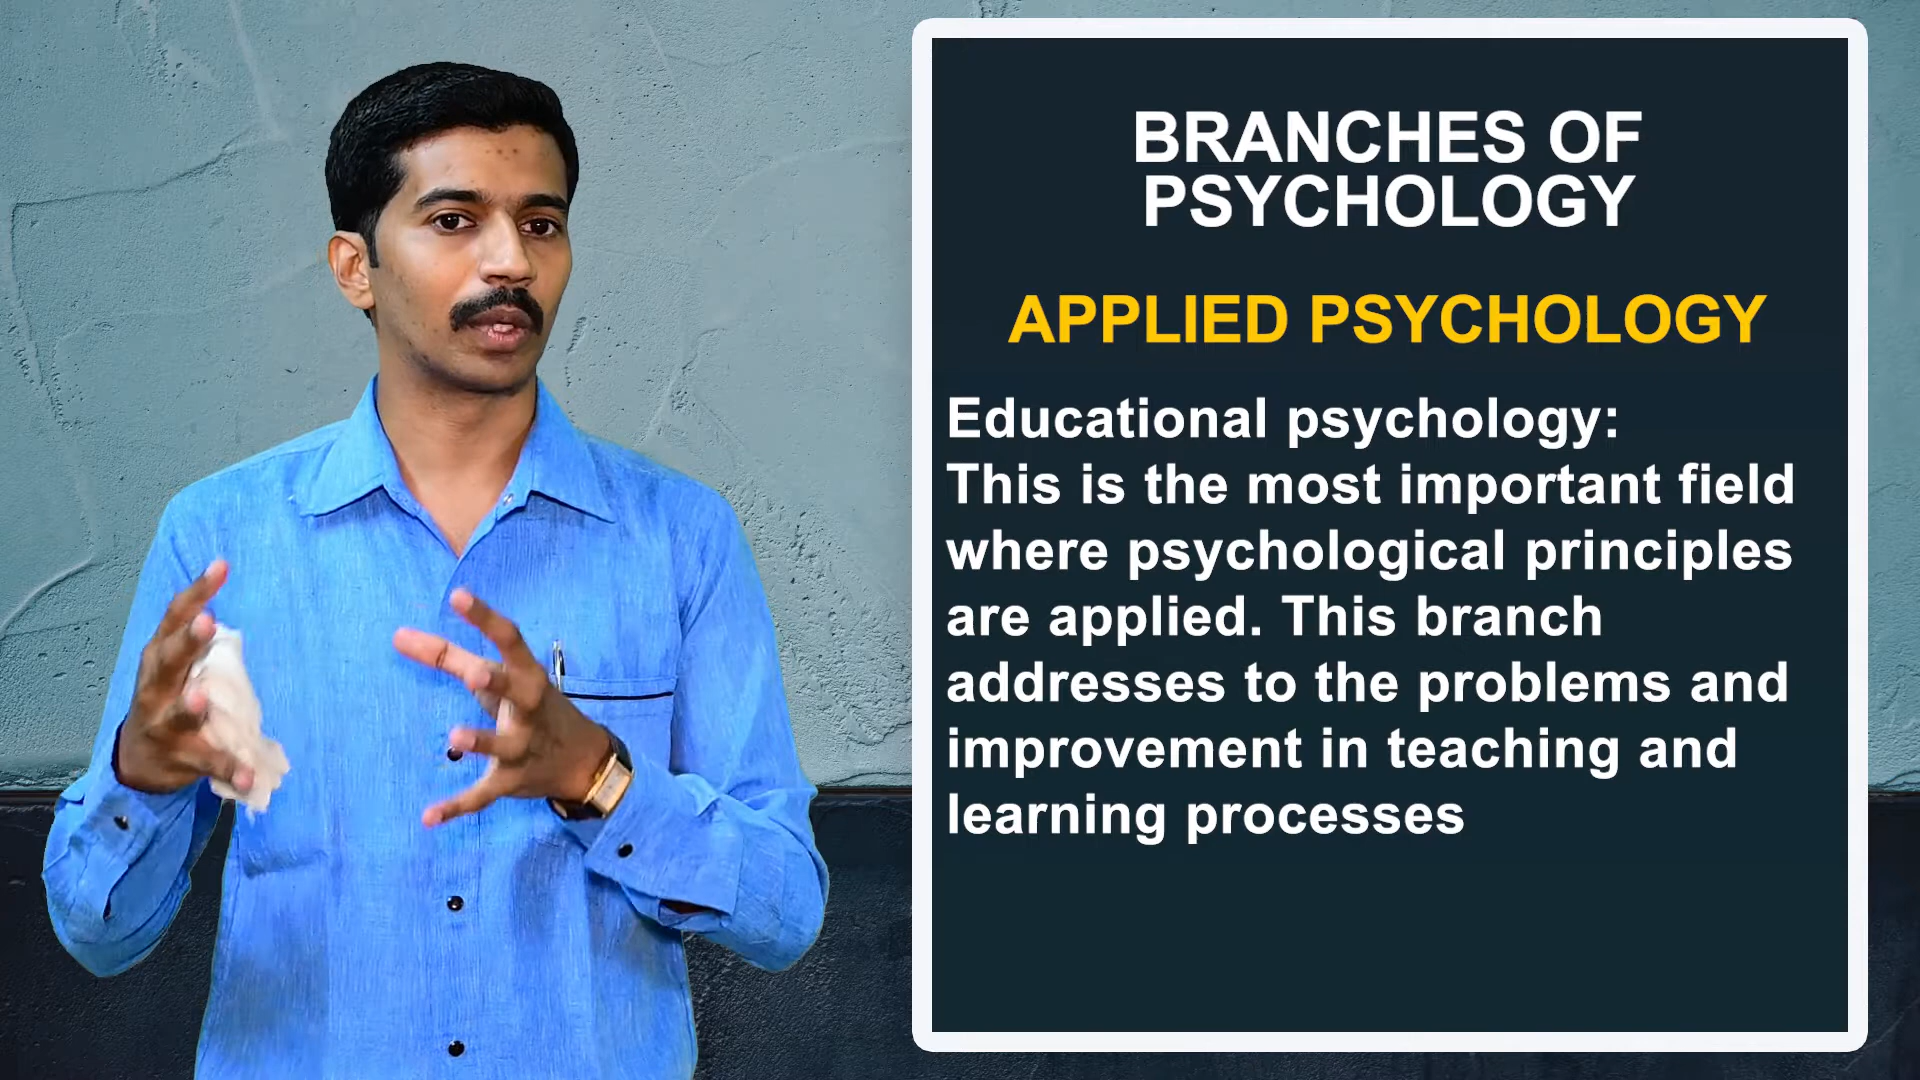 BRANCHES OF
PSYCHOLOGY
APPLIED PSYCHOLOGY
Educational psychology:
This is the most important field
where psychological principles
are applied. This branch
addresses to the problems and
improvement in teaching and
learning processes